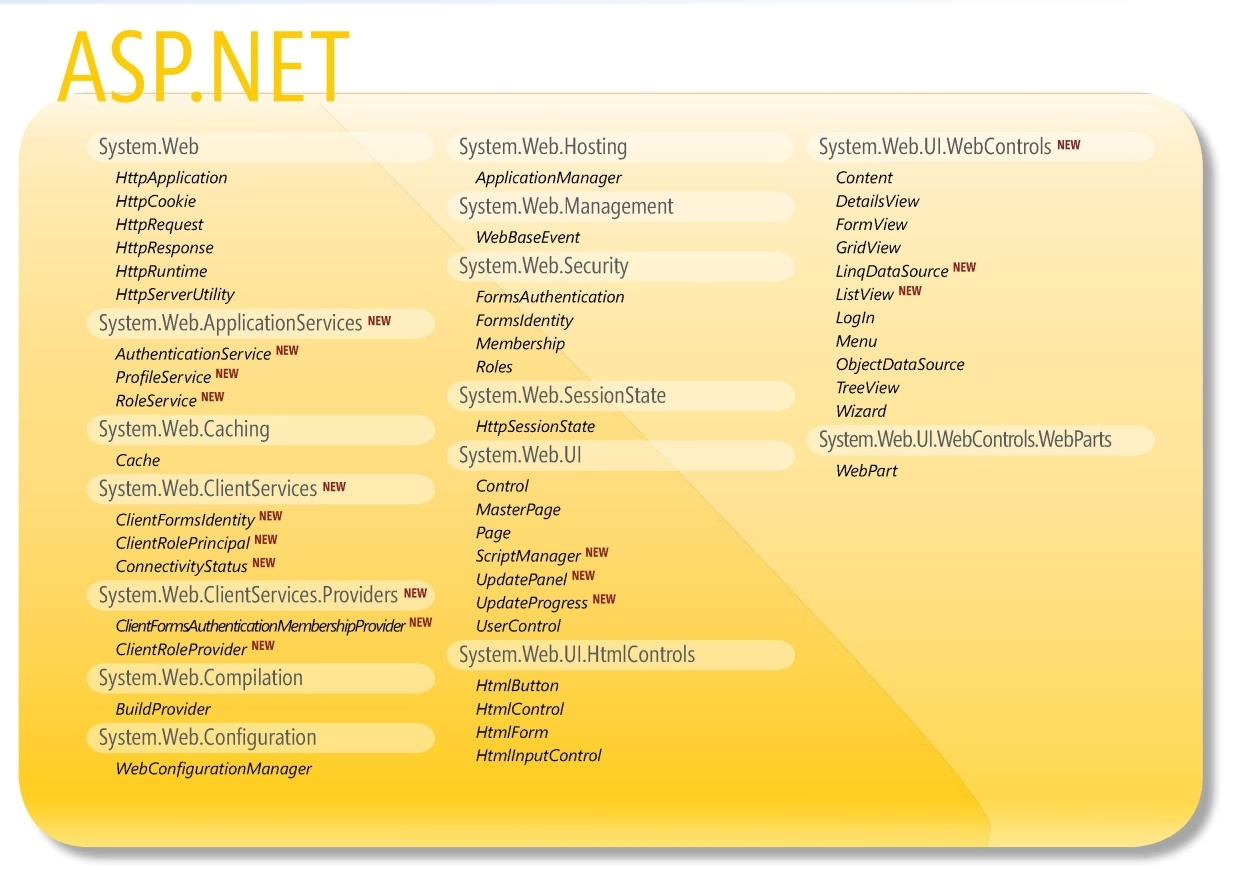 ASP.NET
System.Web
HttpApplication
HttpCookie
HttpRequest
HttpResponse
HttpRuntime
HttpServerUtility
System.Web.ApplicationServices NEW
AuthenticationService NEW
ProfileService NEW
RoleService NEW
System.Web.Caching
Cache
System.Web.ClientServices NEW
ClientFormsIdentity NEW
ClientRolePrincipal NEW
ConnectivityStatus NEW
System.Web.ClientServices.Providers NEW
ClientFormsAuthenticationMembershipProvider NEW
ClientRoleProvider NEW
System.Web.Compilation
BuildProvider
System.Web.Configuration
WebConfigurationManager
System.Web.Hosting
ApplicationManager
System.Web.Management
WebBaseEvent
System.Web.Security
FormsAuthentication
FormsIdentity
Membership
Roles
System.Web.SessionState
HttpSessionState
System.Web.UI
Control
MasterPage
Page
ScriptManager NEW
UpdatePanel NEW
UpdateProgress NEW
UserControl
System.Web.UI.HtmlControls
HtmlButton
HtmlControl
HtmlForm
HtmlInputControl
System.Web.UI.WebControls NEW
Content
DetailsView
FormView
GridView
LinqDataSource NEW
ListView NEW
LogIn
Menu
ObjectDataSource
TreeView
Wizard
System.Web.UI.WebControls.WebParts
WebPart